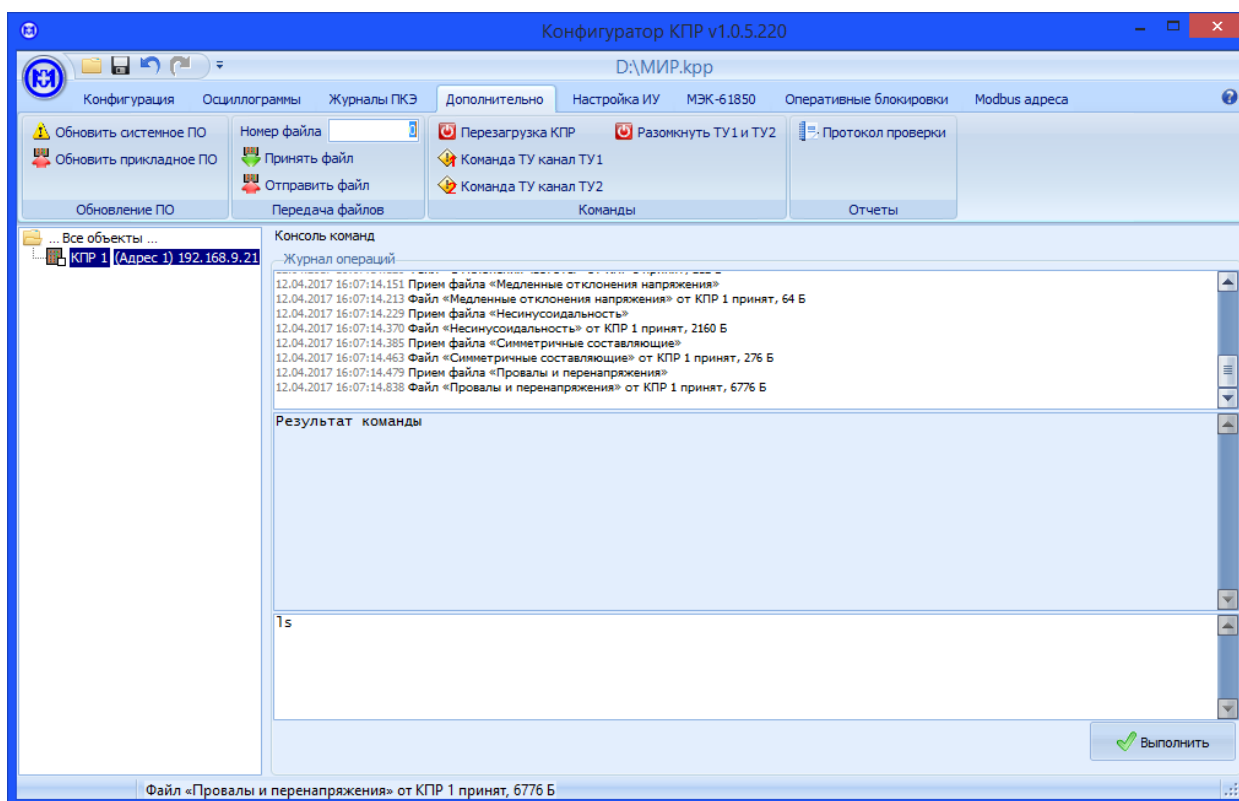 Конфигуратор КПР v1.0.5.220
D:\МИР.kpp
Конфигурация Осциллограммы Журналы ПКЭ Дополнительно Настройка ИУ МЭК-61850 Оперативные блокировки Modbus адреса
Обновить системное ПО
Обновить прикладное ПО
Обновление ПО
Номер файла 0
Принять файл
Отправить файл
Передача файлов
Перезагрузка КПР Разомкнуть ТУ1 и ТУ2
Команда ТУ канал ТУ1
Команда ТУ канал ТУ2
Команды
Протокол проверки
Отчеты
... Все объекты ...
КПР 1 (Адрес 1) 192.168.9.21
Консоль команд
Журнал операций
12.04.2017 16:07:14.151 Прием файла «Медленные отклонения напряжения»
12.04.2017 16:07:14.213 Файл «Медленные отклонения напряжения» от КПР 1 принят, 64 Б
12.04.2017 16:07:14.229 Прием файла «Несинусоидальность»
12.04.2017 16:07:14.370 Файл «Несинусоидальность» от КПР 1 принят, 2160 Б
12.04.2017 16:07:14.385 Прием файла «Симметричные составляющие»
12.04.2017 16:07:14.463 Файл «Симметричные составляющие» от КПР 1 принят, 276 Б
12.04.2017 16:07:14.479 Прием файла «Провалы и перенапряжения»
12.04.2017 16:07:14.838 Файл «Провалы и перенапряжения» от КПР 1 принят, 6776 Б
Результат команды
ls
Выполнить
Файл «Провалы и перенапряжения» от КПР 1 принят, 6776 Б